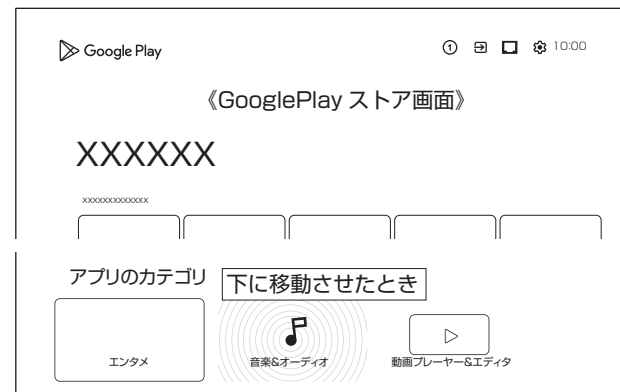 Google Play
① 10:00
《GooglePlay ストア画面》
XXXXXX
xxxxxxxxxxxxx
アプリのカテゴリ 下に移動させたとき
エンタメ 音楽&オーディオ 動画プレーヤー&エディタ